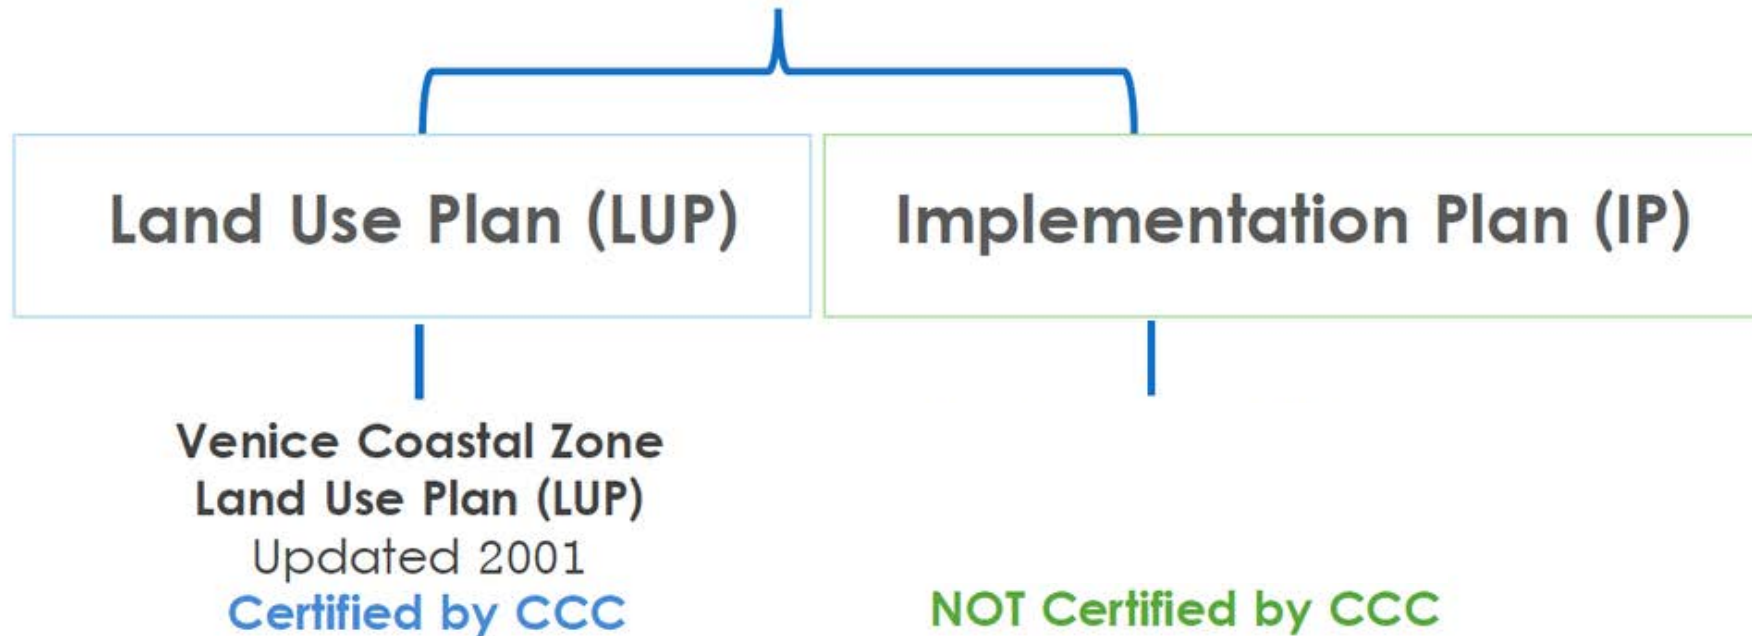 Land Use Plan (LUP)
Implementation Plan (IP)
Venice Coastal Zone
Land Use Plan (LUP)
Updated 2001
Certified by CCC
NOT Certified by CCC